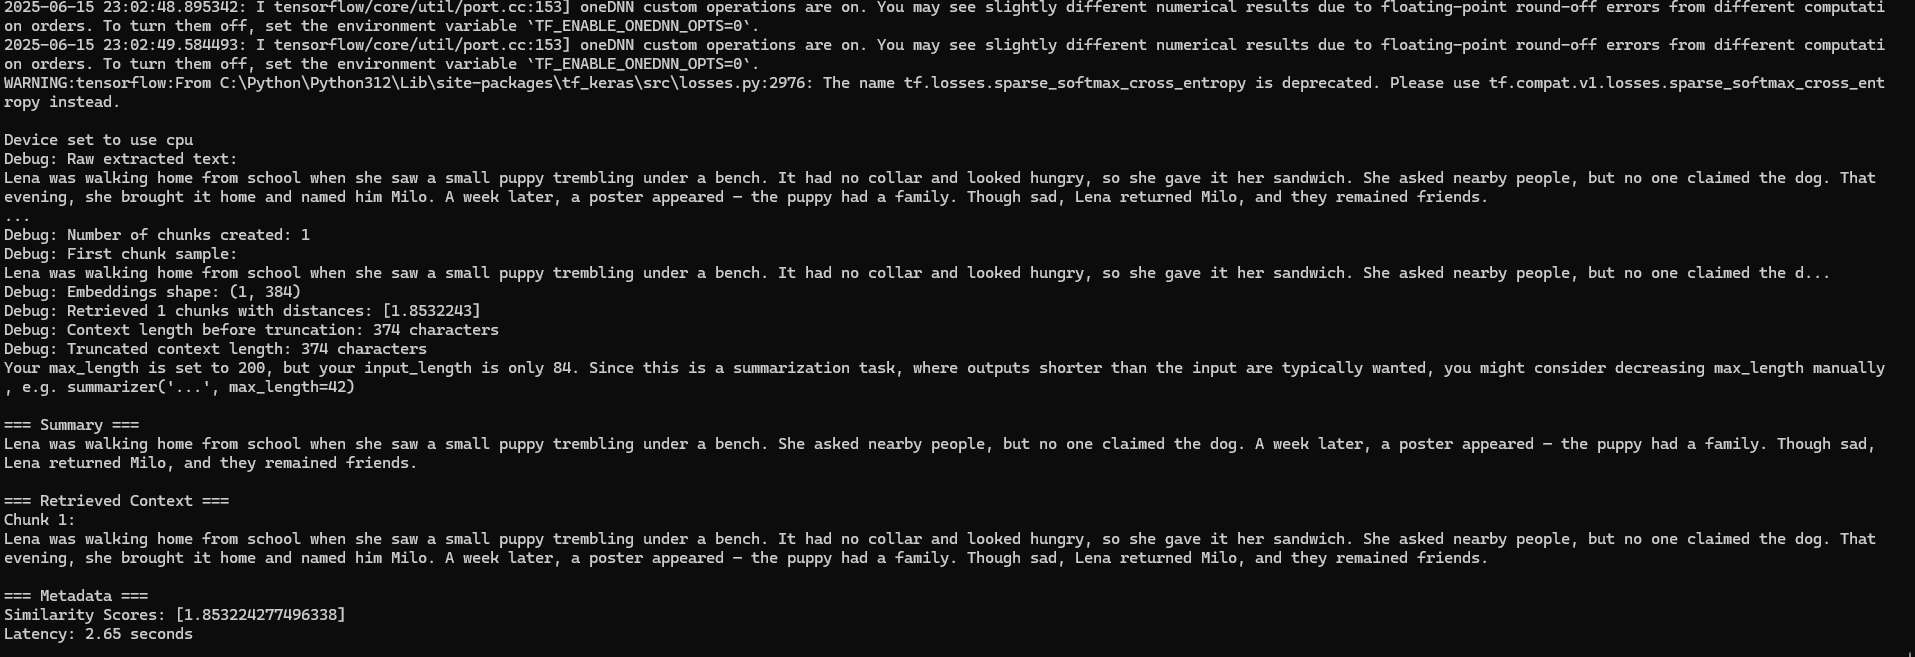 2025-06-15 23:02:48.895342: I tensorflow/core/util/port.cc:153] oneDNN custom operations are on. You may see slightly different numerical results due to floating-point round-off errors from different computati
on orders. To turn them off, set the environment variable `TF_ENABLE_ONEDNN_OPTS=0`.
2025-06-15 23:02:49.584493: I tensorflow/core/util/port.cc:153] oneDNN custom operations are on. You may see slightly different numerical results due to floating-point round-off errors from different computati
on orders. To turn them off, set the environment variable `TF_ENABLE_ONEDNN_OPTS=0`.
WARNING:tensorflow:From C:\Python\Python312\Lib\site-packages\tf_keras\src\losses.py:2976: The name tf.losses.sparse_softmax_cross_entropy is deprecated. Please use tf.compat.v1.losses.sparse_softmax_cross_ent
ropy instead.
Device set to use cpu
Debug: Raw extracted text:
Lena was walking home from school when she saw a small puppy trembling under a bench. It had no collar and looked hungry, so she gave it her sandwich. She asked nearby people, but no one claimed the dog. That
evening, she brought it home and named him Milo. A week later, a poster appeared — the puppy had a family. Though sad, Lena returned Milo, and they remained friends.
...
Debug: Number of chunks created: 1
Debug: First chunk sample:
Lena was walking home from school when she saw a small puppy trembling under a bench. It had no collar and looked hungry, so she gave it her sandwich. She asked nearby people, but no one claimed the d...
Debug: Embeddings shape: (1, 384)
Debug: Retrieved 1 chunks with distances: [1.8532243]
Debug: Context length before truncation: 374 characters
Debug: Truncated context length: 374 characters
Your max_length is set to 200, but your input_length is only 84. Since this is a summarization task, where outputs shorter than the input are typically wanted, you might consider decreasing max_length manually
, e.g. summarizer('...', max_length=42)
=== Summary ===
Lena was walking home from school when she saw a small puppy trembling under a bench. She asked nearby people, but no one claimed the dog. A week later, a poster appeared — the puppy had a family. Though sad,
Lena returned Milo, and they remained friends.
=== Retrieved Context ===
Chunk 1:
Lena was walking home from school when she saw a small puppy trembling under a bench. It had no collar and looked hungry, so she gave it her sandwich. She asked nearby people, but no one claimed the dog. That
evening, she brought it home and named him Milo. A week later, a poster appeared — the puppy had a family. Though sad, Lena returned Milo, and they remained friends.
=== Metadata ===
Similarity Scores: [1.853224277496338]
Latency: 2.65 seconds